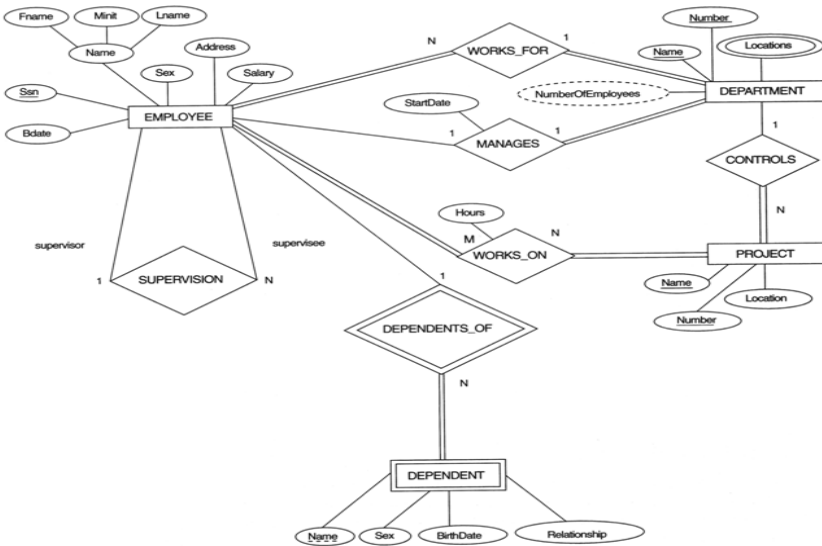 Fname
Minit
Lname
Name
Address
Sex
Salary
Ssn
Bdate
EMPLOYEE
N
WORKS_FOR
1
Number
Name
Locations
NumberOfEmployees
DEPARTMENT
StartDate
1
MANAGES
1
1
CONTROLS
N
supervisor
supervisee
1
SUPERVISION
N
Hours
M
WORKS_ON
N
PROJECT
Name
Number
Location
1
DEPENDENTS_OF
N
DEPENDENT
Name
Sex
BirthDate
Relationship